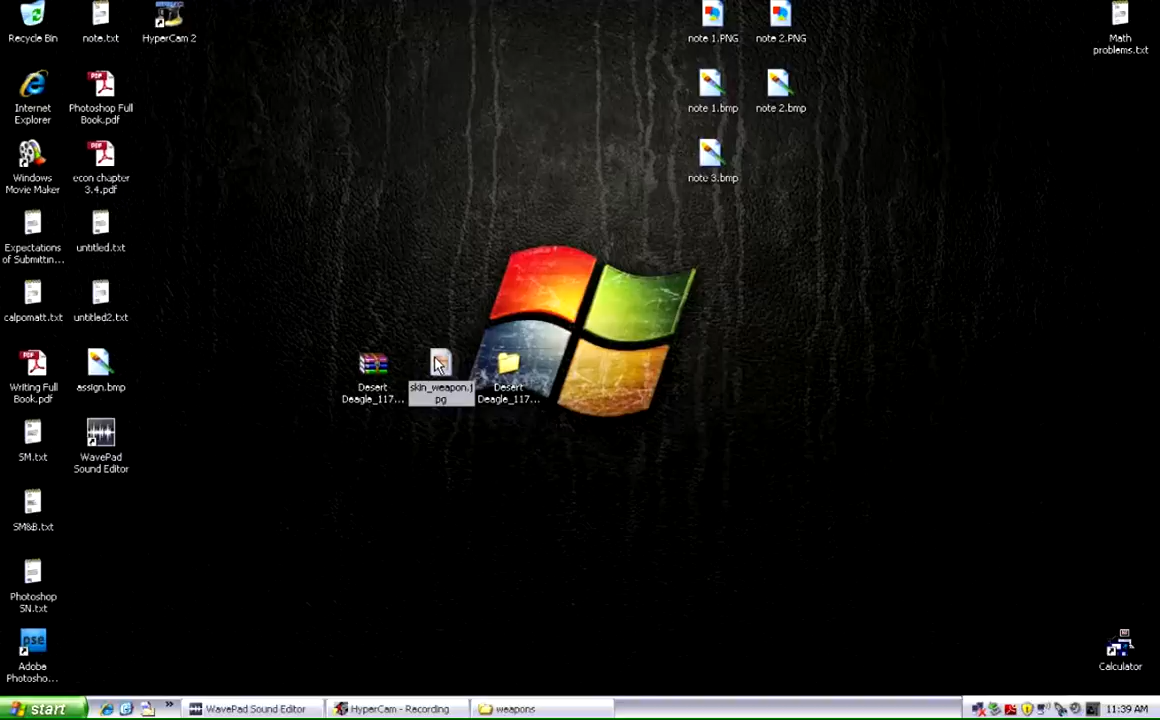 Recycle Bin
note.txt
HyperCam 2
note 1.PNG
note 2.PNG
Math
problems.txt
Internet
Explorer
Photoshop Full
Book.pdf
note 1.bmp
note 2.bmp
Windows
Movie Maker
econ chapter
3.4.pdf
note 3.bmp
Expectations
of Submittin...
untitled.txt
calpomatt.txt
untitled2.txt
Writing Full
Book.pdf
assign.bmp
Desert
Deagle_117...
skin_weapon.j
pg
Desert
Deagle_117...
SM.txt
WavePad
Sound Editor
SM&B.txt
Photoshop
SN.txt
pse
Adobe
Photosho...
Calculator
start
WavePad Sound Editor
HyperCam - Recording
weapons
11:39 AM